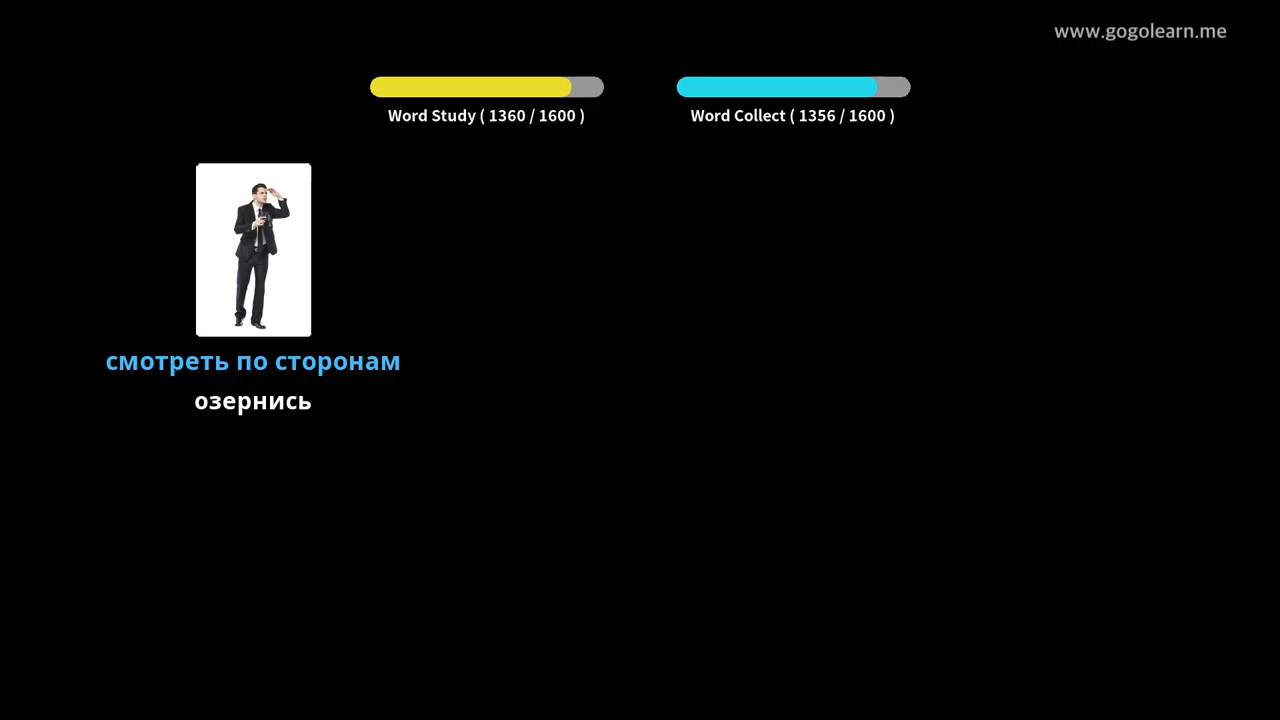 www.gogolearn.me
Word Study ( 1360 / 1600 )
Word Collect ( 1356 / 1600 )
смотреть по сторонам
озернись